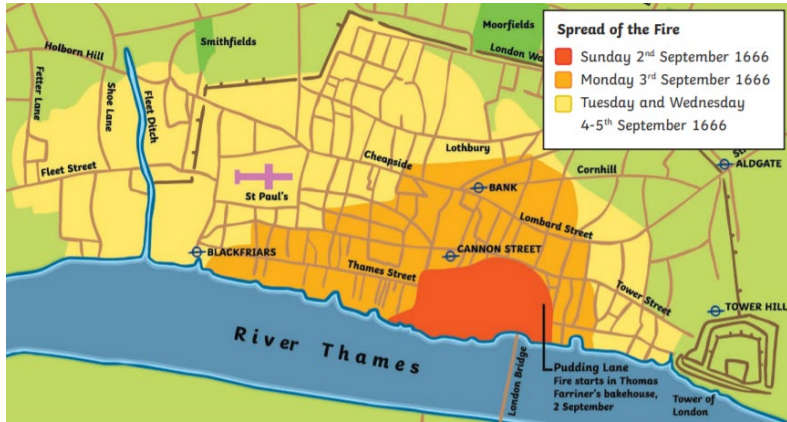 Spread of the Fire
Sunday 2nd September 1666
Monday 3rd September 1666
Tuesday and Wednesday
4-5th September 1666
Moorfields
London Wa
Smithfields
Holborn Hill
Fetter Lane
Shoe Lane
Fleet Ditch
Fleet Street
St Paul's
Cheapside
Lothbury
BANK
Cornhill
ALDGATE
Lombard Street
BLACKFRIARS
CANNON STREET
Thames Street
Tower Street
TOWER HILL
River Thames
London Bridge
Pudding Lane
Fire starts in Thomas
Farriner's bakehouse,
2 September
Tower of
London